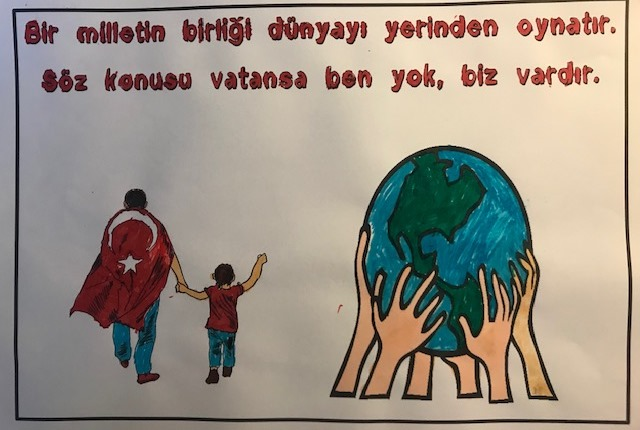 Bir milletin birliği dünyayı yerinden oynatır.
Söz konusu vatansa ben yok, biz vardır.